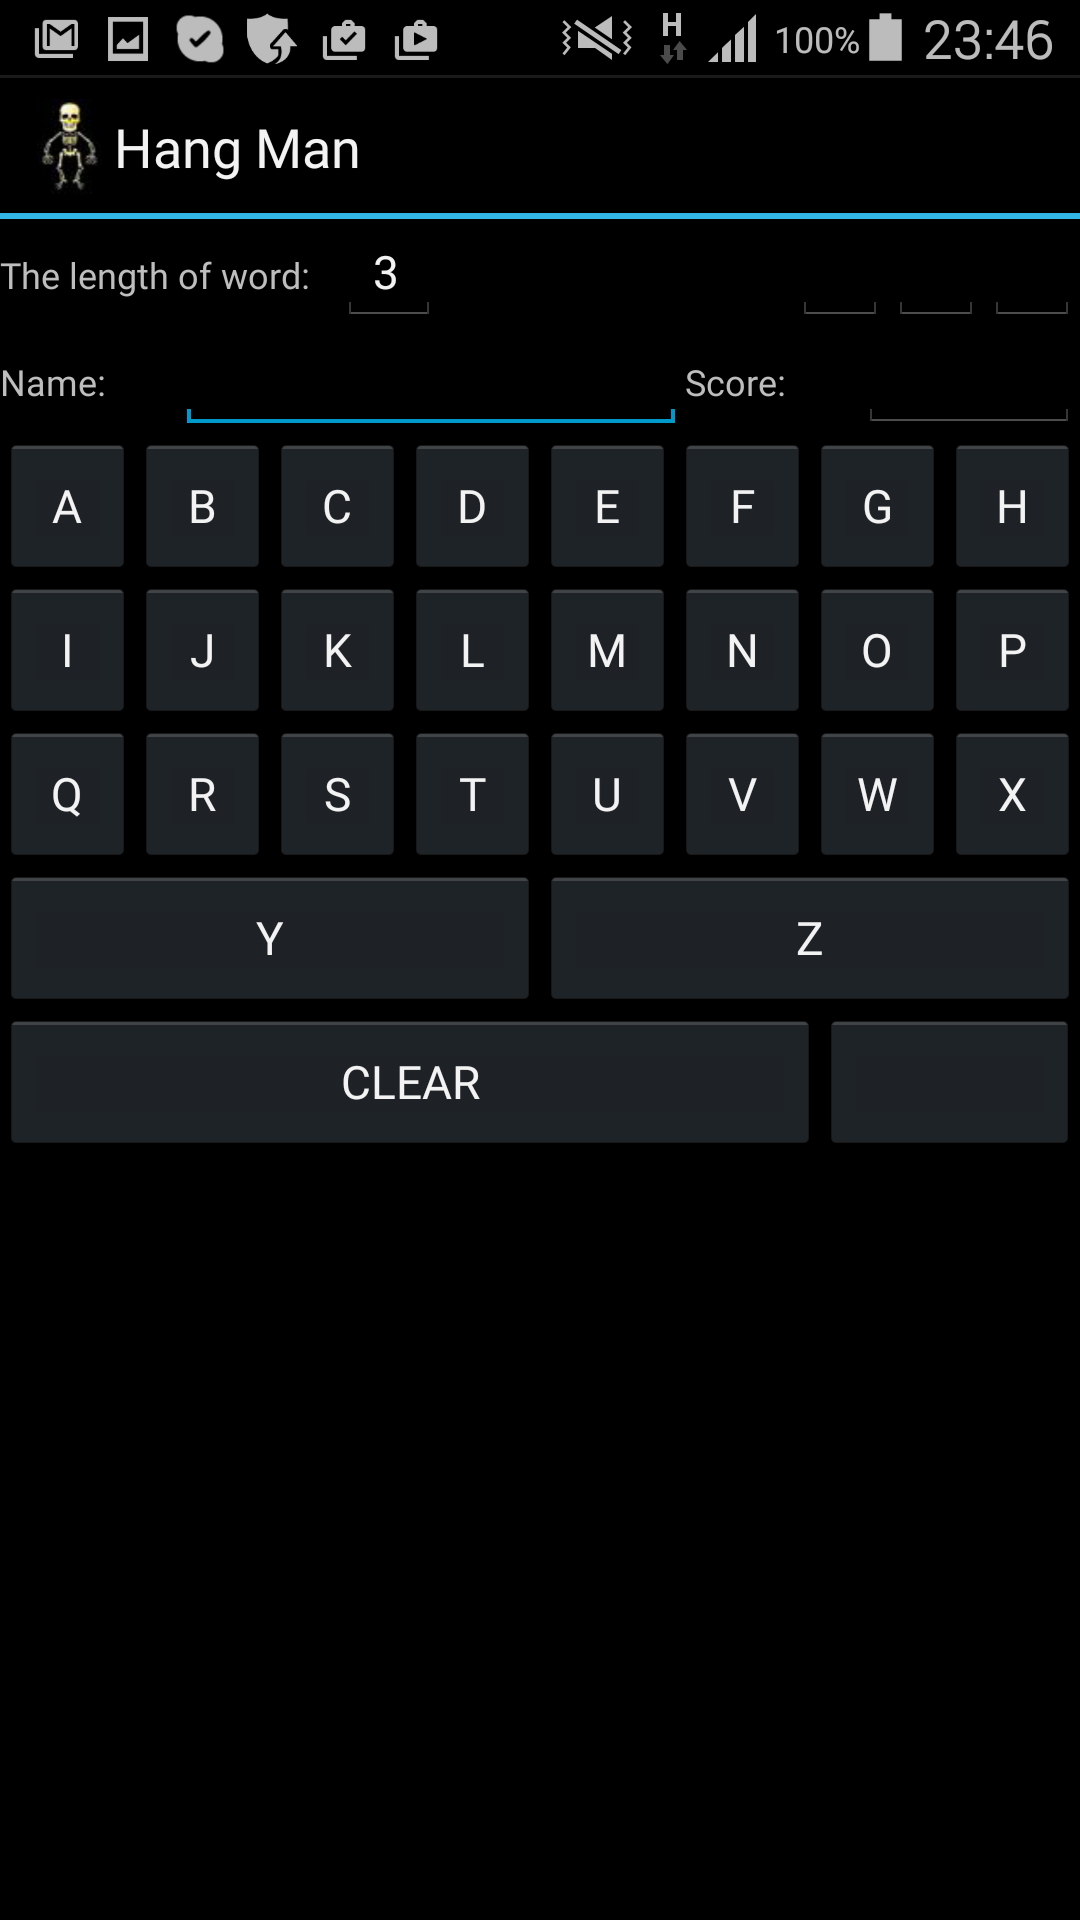 H 100% 23:46
Hang Man
The length of word: 3
Name: Score:
A B C D E F G H
I J K L M N O P
Q R S T U V W X
Y Z
CLEAR